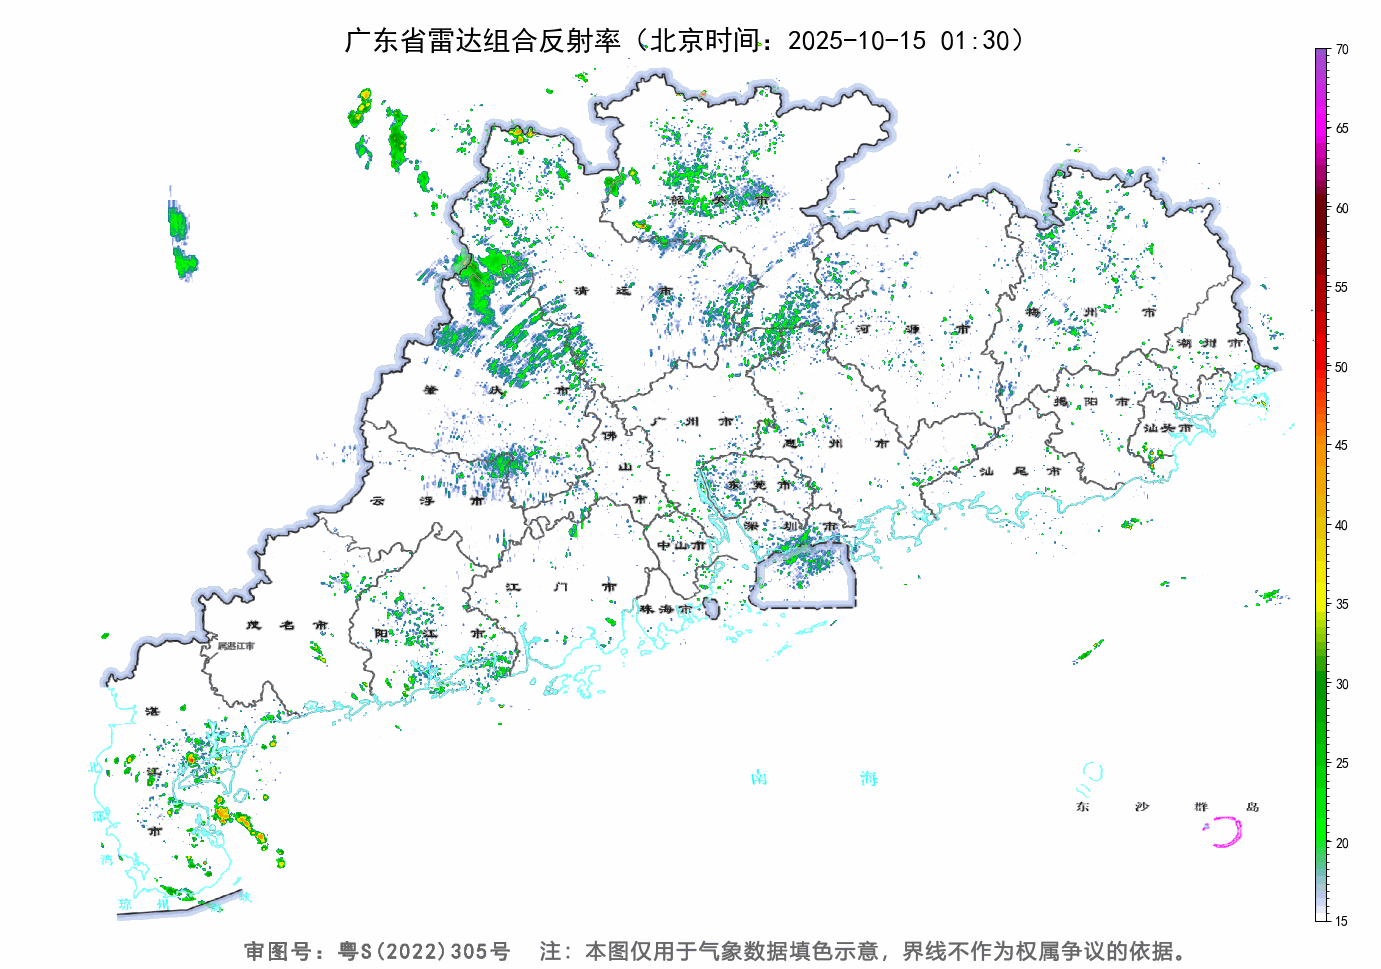 广东省雷达组合反射率（北京时间：2025-10-15 01:30）
70
65
60
55
50
45
40
35
30
25
20
15
韶关市
清远市
河源市
梅州市
潮州市
肇庆市
广州市
揭阳市
汕头市
佛山市
惠州市
汕尾市
云浮市
东莞市
深圳市
中山市
江门市
珠海市
茂名市
阳江市
属湛江市
湛江市
北部湾
南海
东沙群岛
琼州海峡
审图号：粤S(2022)305号 注：本图仅用于气象数据填色示意，界线不作为权属争议的依据。